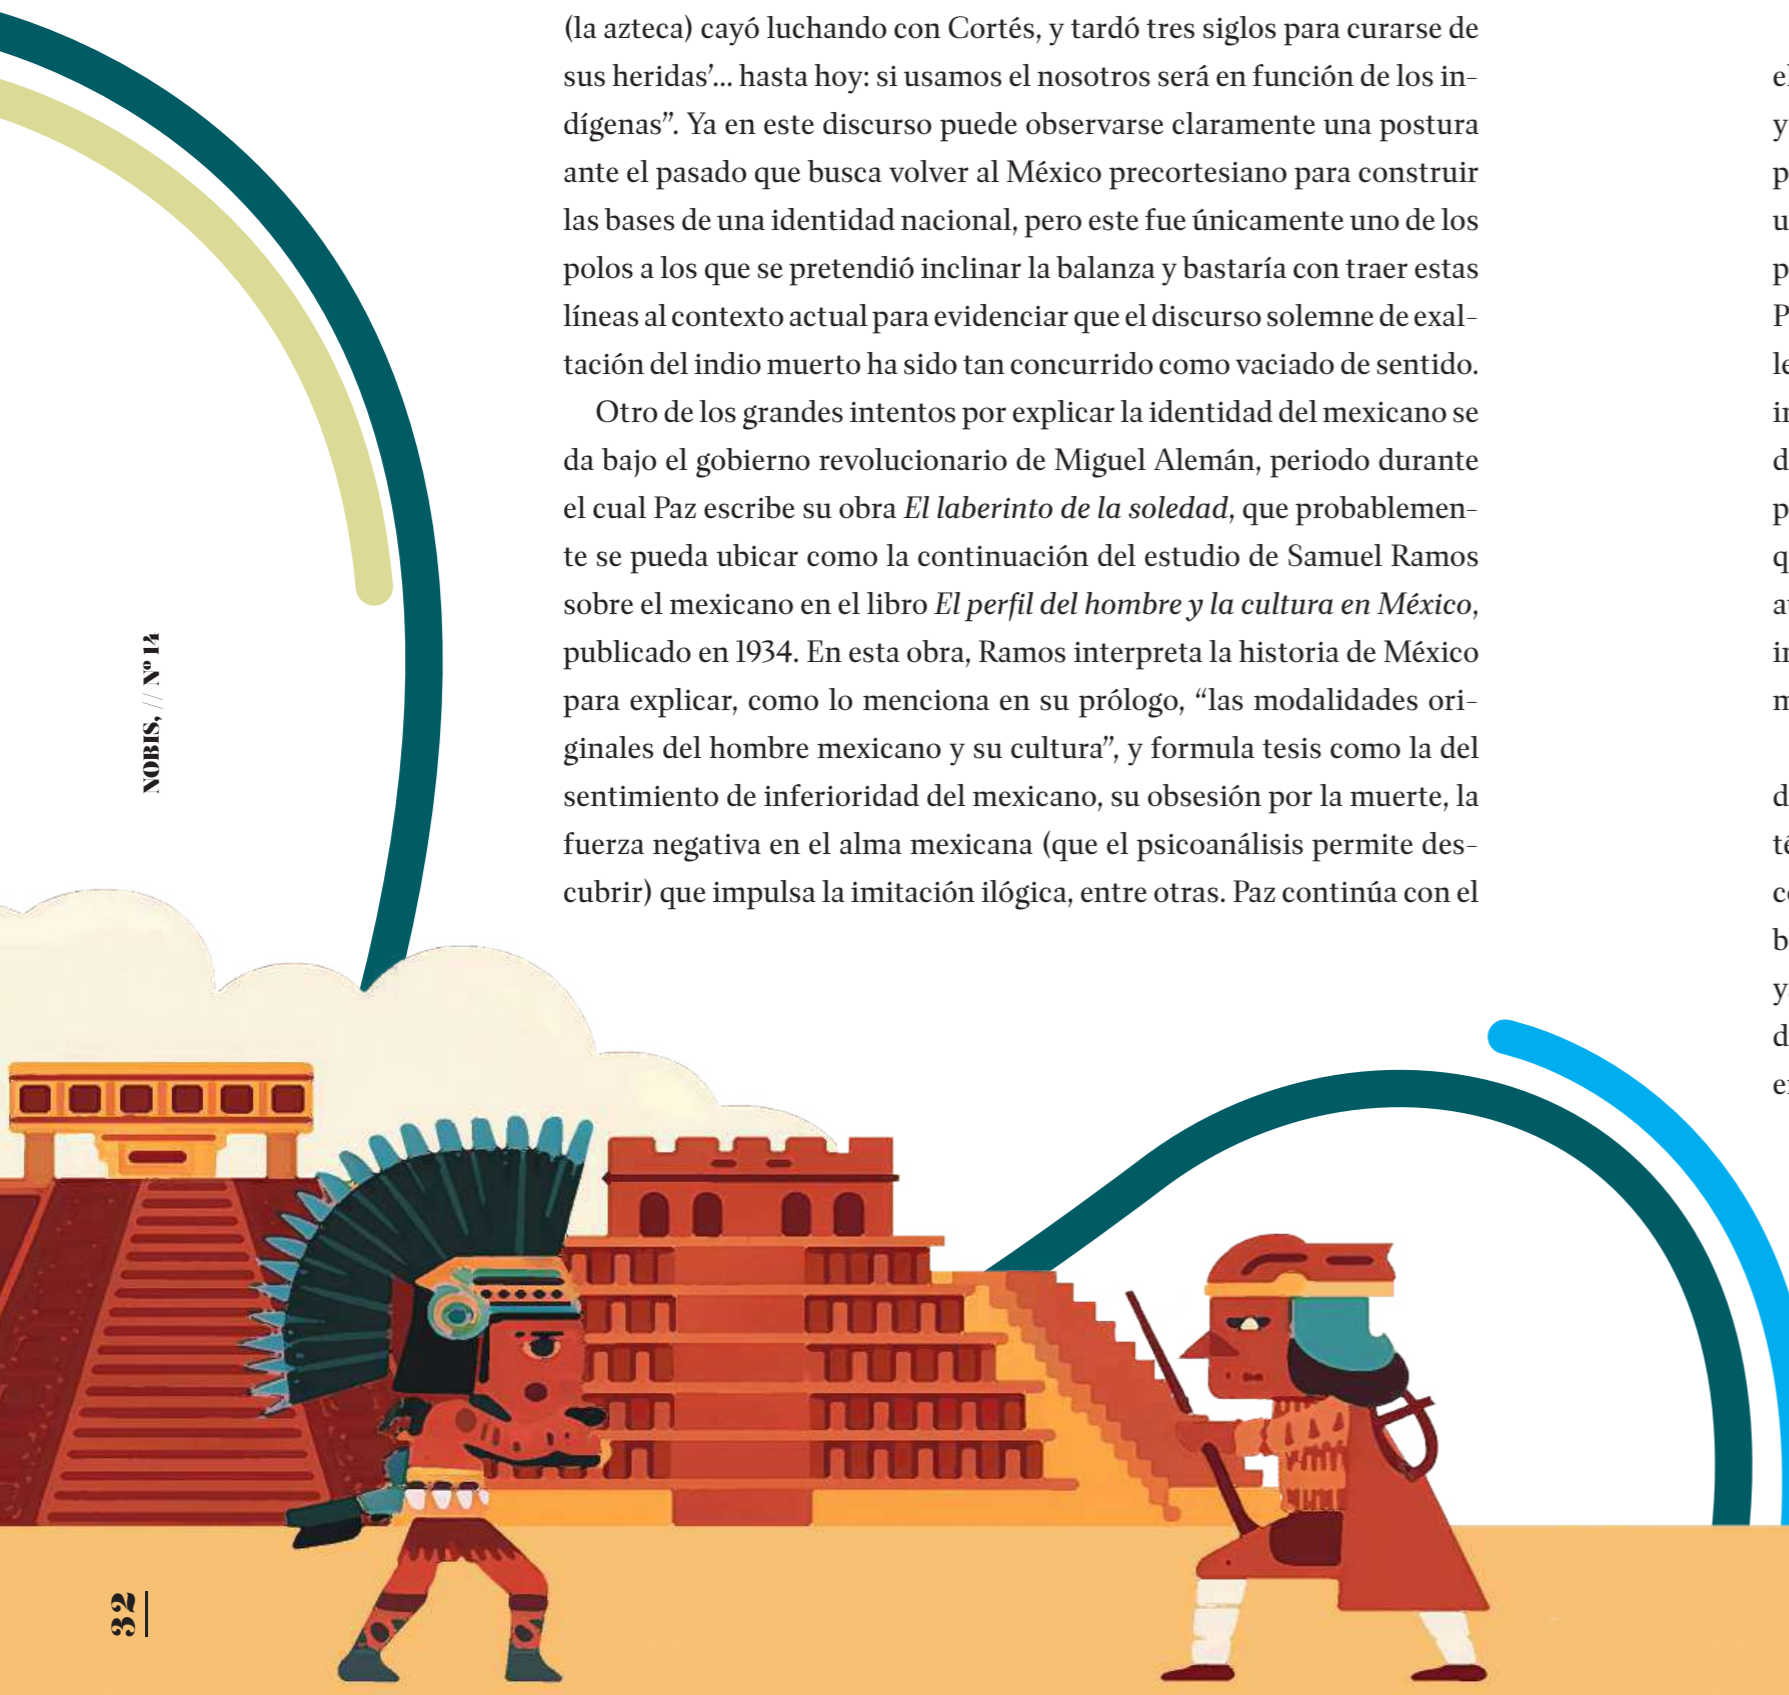 (la azteca) cayó luchando con Cortés, y tardó tres siglos para curarse de
sus heridas’... hasta hoy: si usamos el nosotros será en función de los in-
dígenas”. Ya en este discurso puede observarse claramente una postura
ante el pasado que busca volver al México precortesiano para construir
las bases de una identidad nacional, pero este fue únicamente uno de los
polos a los que se pretendió inclinar la balanza y bastaría con traer estas
líneas al contexto actual para evidenciar que el discurso solemne de exal-
tación del indio muerto ha sido tan concurrido como vaciado de sentido.
Otro de los grandes intentos por explicar la identidad del mexicano se
da bajo el gobierno revolucionario de Miguel Alemán, periodo durante
el cual Paz escribe su obra El laberinto de la soledad, que probablemen-
te se pueda ubicar como la continuación del estudio de Samuel Ramos
sobre el mexicano en el libro El perfil del hombre y la cultura en México,
publicado en 1934. En esta obra, Ramos interpreta la historia de México
para explicar, como lo menciona en su prólogo, “las modalidades ori-
ginales del hombre mexicano y su cultura”, y formula tesis como la del
sentimiento de inferioridad del mexicano, su obsesión por la muerte, la
fuerza negativa en el alma mexicana (que el psicoanálisis permite des-
cubrir) que impulsa la imitación ilógica, entre otras. Paz continúa con el
NOBIS, // Nº 14
32